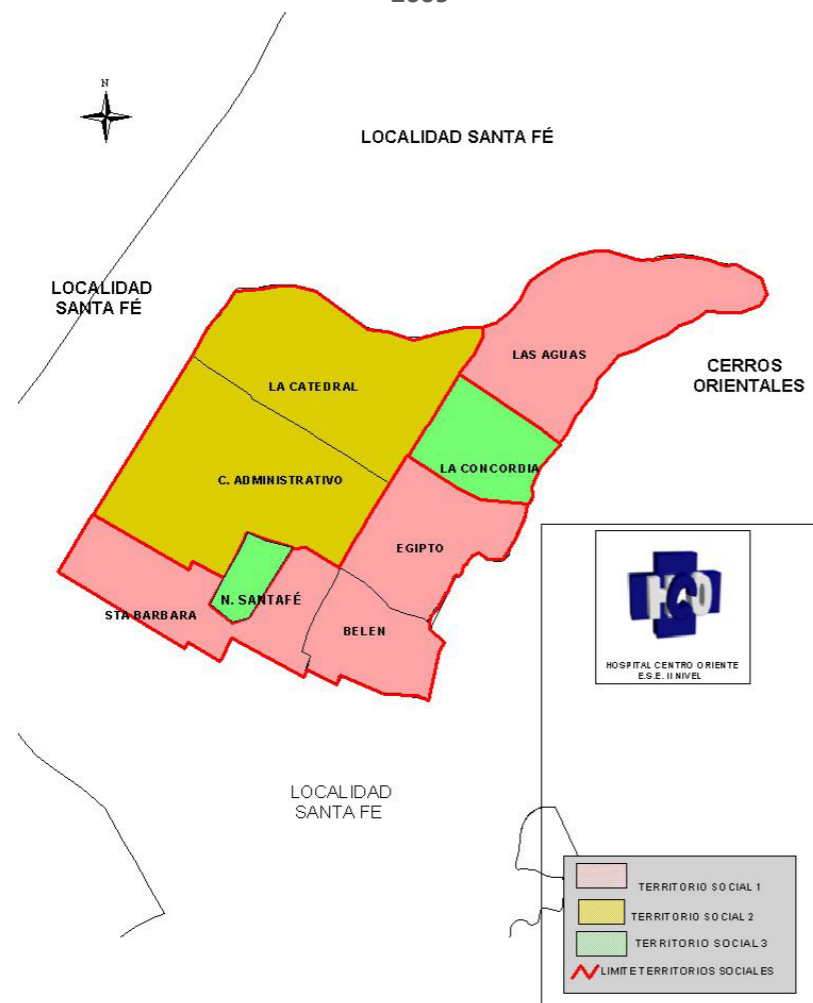 N
LOCALIDAD SANTA FÉ
LOCALIDAD
SANTA FÉ
LAS AGUAS
CERROS
ORIENTALES
LA CATEDRAL
LA CONCORDIA
C. ADMINISTRATIVO
EGIPTO
N. SANTAFÉ
STA BARBARA
BELEN
HCO
HOSPITAL CENTRO ORIENTE
E.S.E. II NIVEL
LOCALIDAD
SANTA FE
TERRITORIO SOCIAL 1
TERRITORIO SOCIAL 2
TERRITORIO SOCIAL 3
LIMITE TERRITORIOS SOCIALES